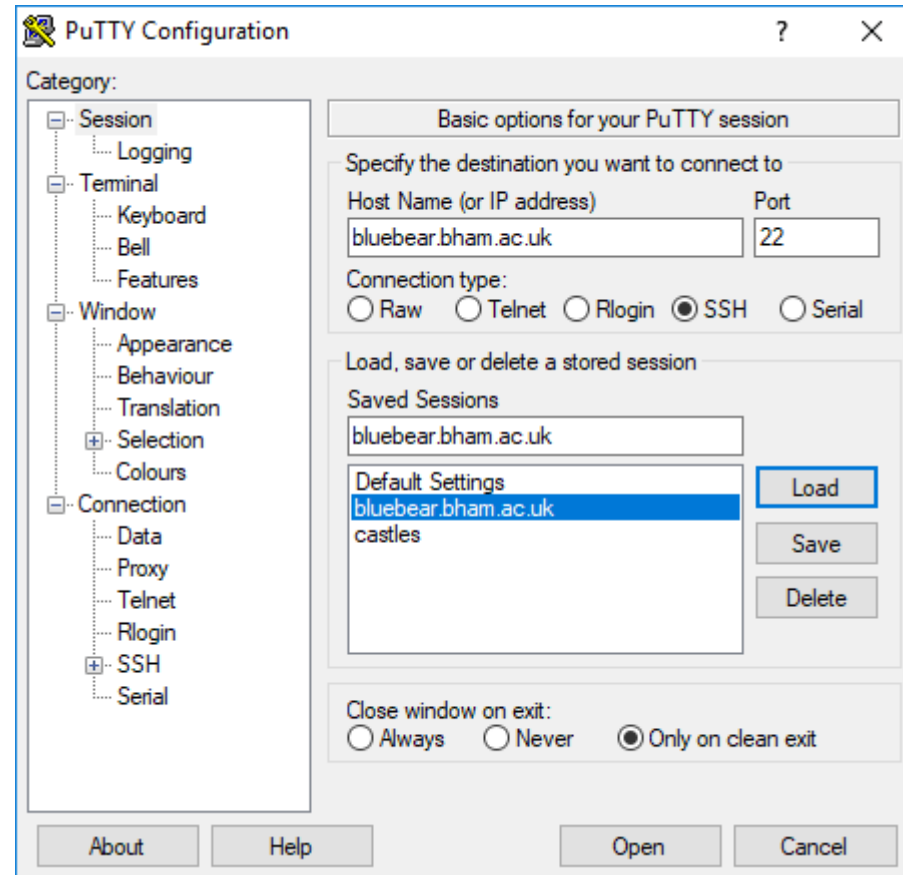 PuTTY Configuration ?
Category:
Session
Logging
Terminal
Keyboard
Bell
Features
Window
Appearance
Behaviour
Translation
Selection
Colours
Connection
Data
Proxy
Telnet
Rlogin
SSH
Serial
Basic options for your PuTTY session
Specify the destination you want to connect to
Host Name (or IP address) Port
bluebear.bham.ac.uk 22
Connection type:
Raw Telnet Rlogin SSH Serial
Load, save or delete a stored session
Saved Sessions
bluebear.bham.ac.uk
Default Settings
bluebear.bham.ac.uk
castles
Load
Save
Delete
Close window on exit:
Always Never Only on clean exit
About Help Open Cancel